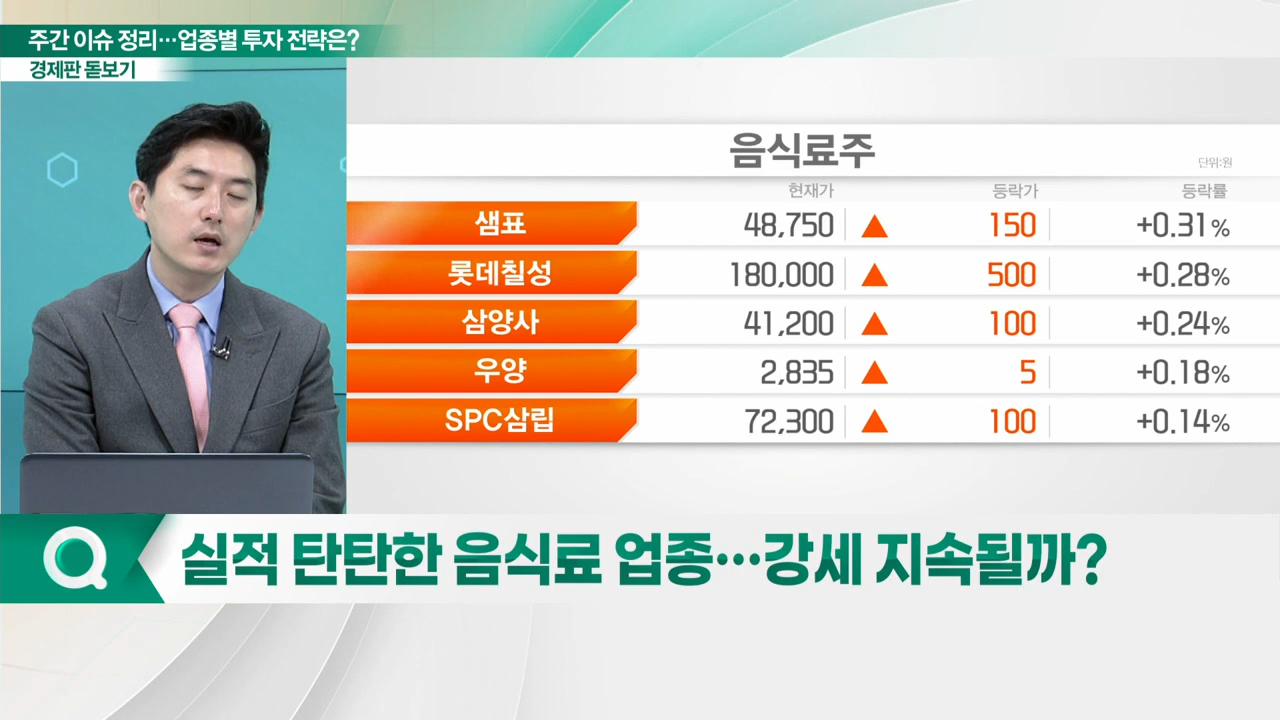 주간 이슈 정리…업종별 투자 전략은?
경제판 돋보기
음식료주
단위:원
현재가 등락가 등락률
샘표 48,750 ▲ 150 +0.31%
롯데칠성 180,000 ▲ 500 +0.28%
삼양사 41,200 ▲ 100 +0.24%
우양 2,835 ▲ 5 +0.18%
SPC삼립 72,300 ▲ 100 +0.14%
Q 실적 탄탄한 음식료 업종…강세 지속될까?